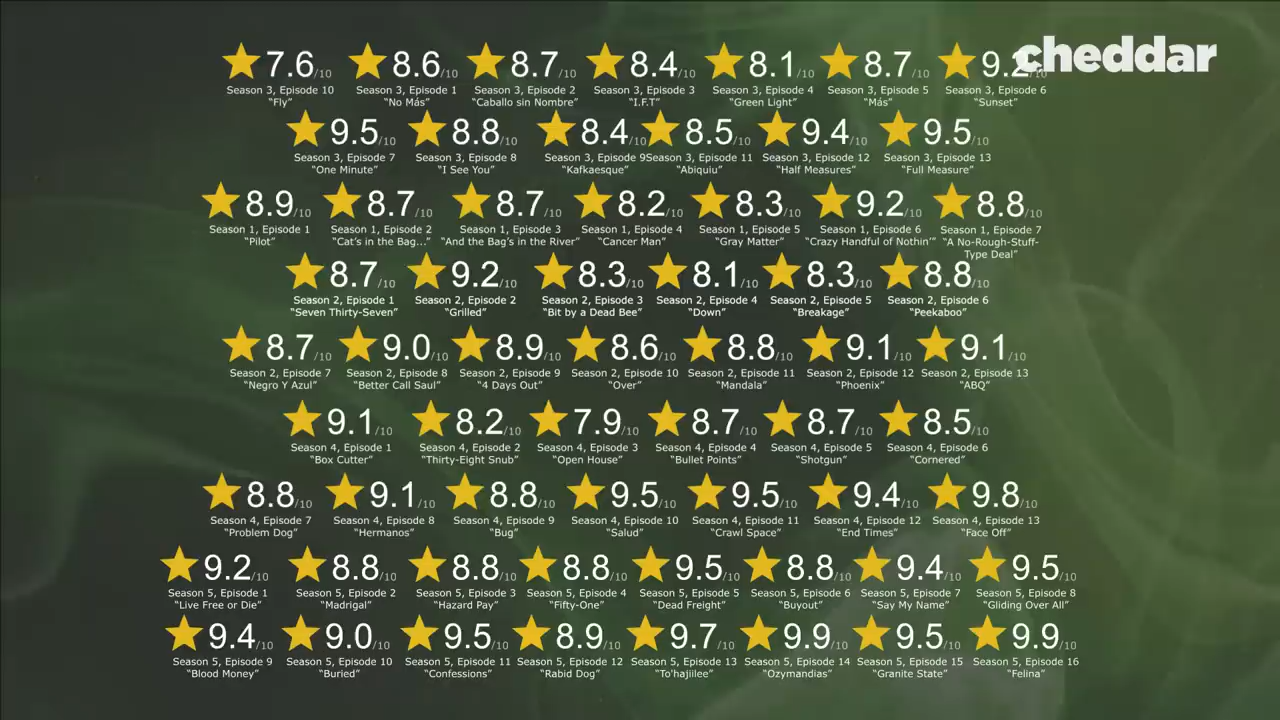 cheddar
7.6/10 8.6/10 8.7/10 8.4/10 8.1/10 8.7/10 9.2/10
Season 3, Episode 10 Season 3, Episode 1 Season 3, Episode 2 Season 3, Episode 3 Season 3, Episode 4 Season 3, Episode 5 Season 3, Episode 6
“Fly” “No Más” “Caballo sin Nombre” “I.F.T” “Green Light” “Más” “Sunset”
9.5/10 8.8/10 8.4/10 8.5/10 9.4/10 9.5/10
Season 3, Episode 7 Season 3, Episode 8 Season 3, Episode 9 Season 3, Episode 11 Season 3, Episode 12 Season 3, Episode 13
“One Minute” “I See You” “Kafkaesque” “Abiquiu” “Half Measures” “Full Measure”
8.9/10 8.7/10 8.7/10 8.2/10 8.3/10 9.2/10 8.8/10
Season 1, Episode 1 Season 1, Episode 2 Season 1, Episode 3 Season 1, Episode 4 Season 1, Episode 5 Season 1, Episode 6 Season 1, Episode 7
“Pilot” “Cat’s in the Bag...” “And the Bag’s in the River” “Cancer Man” “Gray Matter” “Crazy Handful of Nothin’” “A No-Rough-Stuff-
Type Deal”
8.7/10 9.2/10 8.3/10 8.1/10 8.3/10 8.8/10
Season 2, Episode 1 Season 2, Episode 2 Season 2, Episode 3 Season 2, Episode 4 Season 2, Episode 5 Season 2, Episode 6
“Seven Thirty-Seven” “Grilled” “Bit by a Dead Bee” “Down” “Breakage” “Peekaboo”
8.7/10 9.0/10 8.9/10 8.6/10 8.8/10 9.1/10 9.1/10
Season 2, Episode 7 Season 2, Episode 8 Season 2, Episode 9 Season 2, Episode 10 Season 2, Episode 11 Season 2, Episode 12 Season 2, Episode 13
“Negro Y Azul” “Better Call Saul” “4 Days Out” “Over” “Mandala” “Phoenix” “ABQ”
9.1/10 8.2/10 7.9/10 8.7/10 8.7/10 8.5/10
Season 4, Episode 1 Season 4, Episode 2 Season 4, Episode 3 Season 4, Episode 4 Season 4, Episode 5 Season 4, Episode 6
“Box Cutter” “Thirty-Eight Snub” “Open House” “Bullet Points” “Shotgun” “Cornered”
8.8/10 9.1/10 8.8/10 9.5/10 9.5/10 9.4/10 9.8/10
Season 4, Episode 7 Season 4, Episode 8 Season 4, Episode 9 Season 4, Episode 10 Season 4, Episode 11 Season 4, Episode 12 Season 4, Episode 13
“Problem Dog” “Hermanos” “Bug” “Salud” “Crawl Space” “End Times” “Face Off”
9.2/10 8.8/10 8.8/10 8.8/10 9.5/10 8.8/10 9.4/10 9.5/10
Season 5, Episode 1 Season 5, Episode 2 Season 5, Episode 3 Season 5, Episode 4 Season 5, Episode 5 Season 5, Episode 6 Season 5, Episode 7 Season 5, Episode 8
“Live Free or Die” “Madrigal” “Hazard Pay” “Fifty-One” “Dead Freight” “Buyout” “Say My Name” “Gliding Over All”
9.4/10 9.0/10 9.5/10 8.9/10 9.7/10 9.9/10 9.5/10 9.9/10
Season 5, Episode 9 Season 5, Episode 10 Season 5, Episode 11 Season 5, Episode 12 Season 5, Episode 13 Season 5, Episode 14 Season 5, Episode 15 Season 5, Episode 16
“Blood Money” “Buried” “Confessions” “Rabid Dog” “To’hajiilee” “Ozymandias” “Granite State” “Felina”